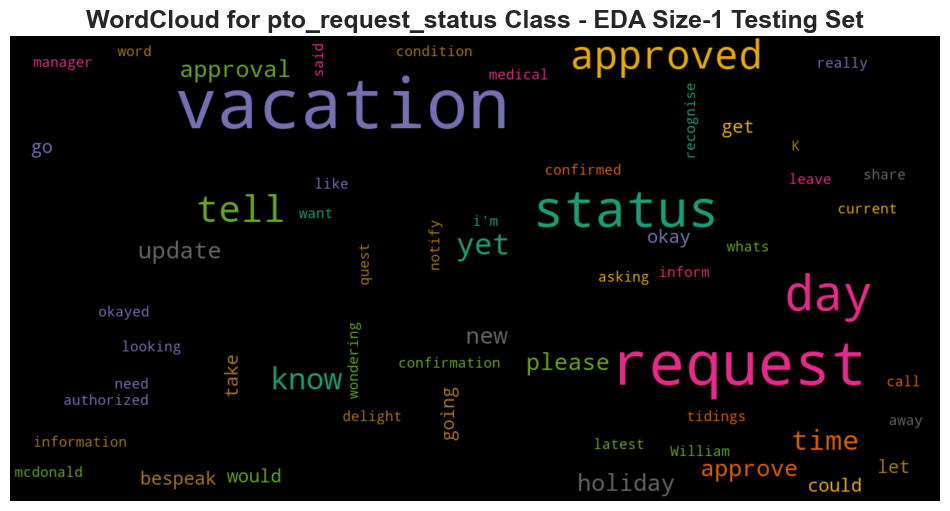 WordCloud for pto_request_status Class - EDA Size-1 Testing Set
manager
word
said
condition
approved
really
approval
medical
vacation
recognise
get
go
K
confirmed
like
leave
share
tell
want
i'm
status
current
update
quest
notify
yet
okay
whats
asking
inform
day
okayed
looking
wondering
new
confirmation
please
request
take
know
need
call
authorized
going
delight
tidings
away
information
latest
William
time
mcdonald
bespeak
would
holiday
approve
could
let